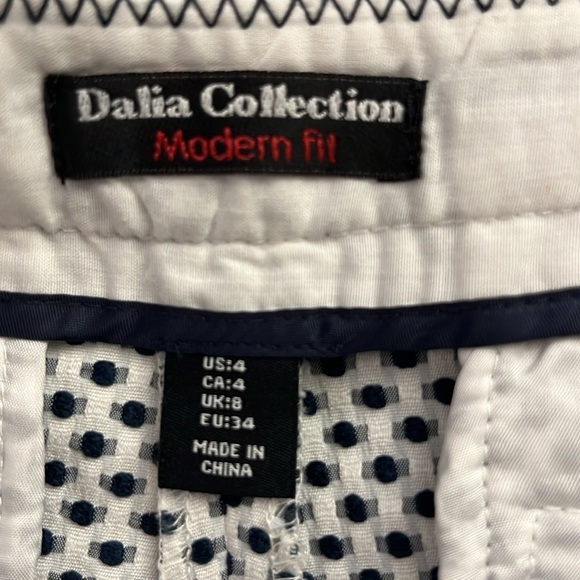 Dalia Collection
Modern fit
US:4
CA:4
UK:8
EU:34
MADE IN
CHINA